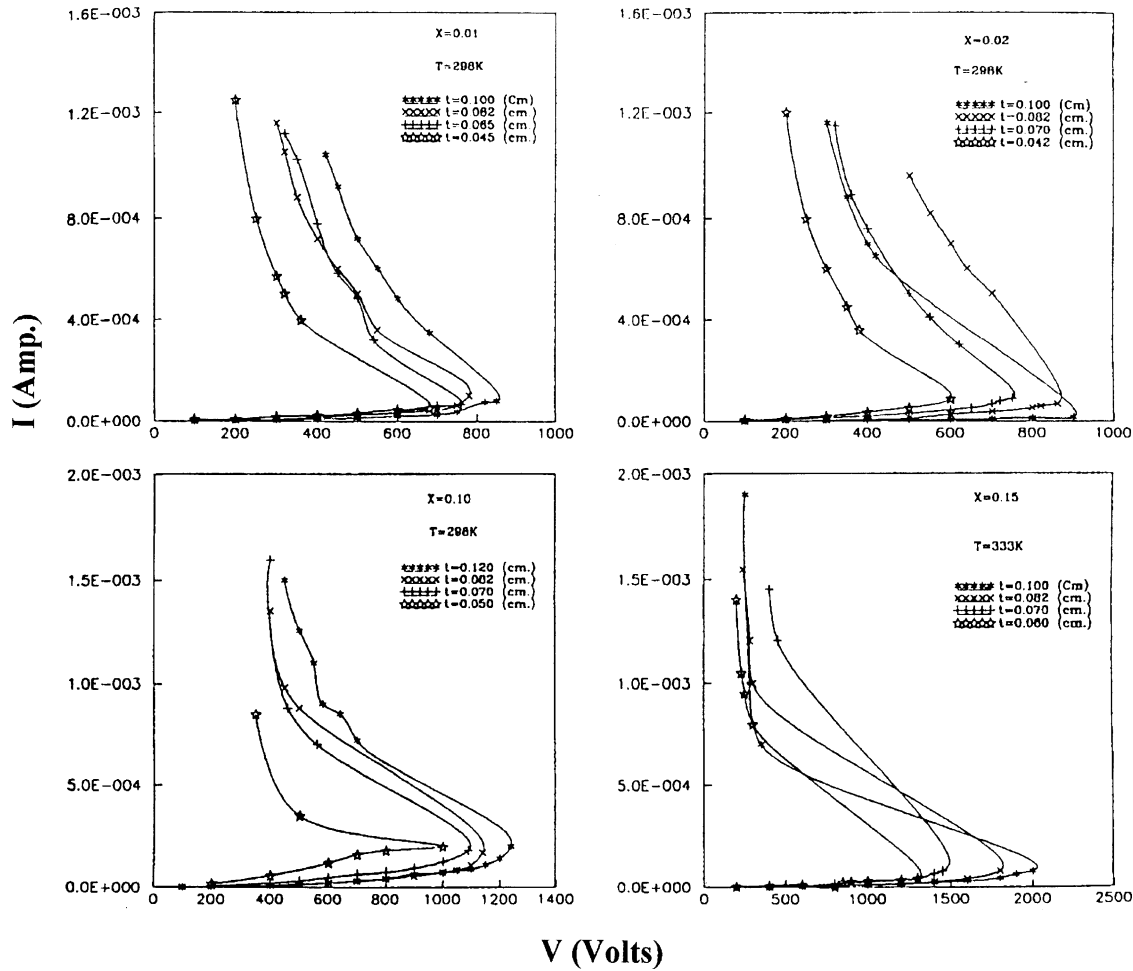 1.6E-003
1.2E-003
8.0E-004
4.0E-004
0.0E+000
0 200 400 600 800 1000
X=0.01
T=298K
t=0.100 (Cm)
t=0.082 (cm.)
t=0.065 (cm.)
t=0.045 (cm.)
1.6E-003
1.2E-003
8.0E-004
4.0E-004
0.0E+000
0 200 400 600 800 1000
X=0.02
T=298K
t=0.100 (Cm.)
t=0.082 (cm.)
t=0.070 (cm.)
t=0.042 (cm.)
I (Amp.)
2.0E-003
1.5E-003
1.0E-003
5.0E-004
0.0E+000
0 200 400 600 800 1000 1200 1400
X=0.10
T=298K
t=0.120 (cm.)
t=0.082 (cm.)
t=0.070 (cm.)
t=0.050 (cm.)
2.0E-003
1.5E-003
1.0E-003
5.0E-004
0.0E+000
0 500 1000 1500 2000 2500
X=0.15
T=333K
t=0.100 (Cm)
t=0.082 (cm.)
t=0.070 (cm.)
t=0.060 (cm.)
V (Volts)